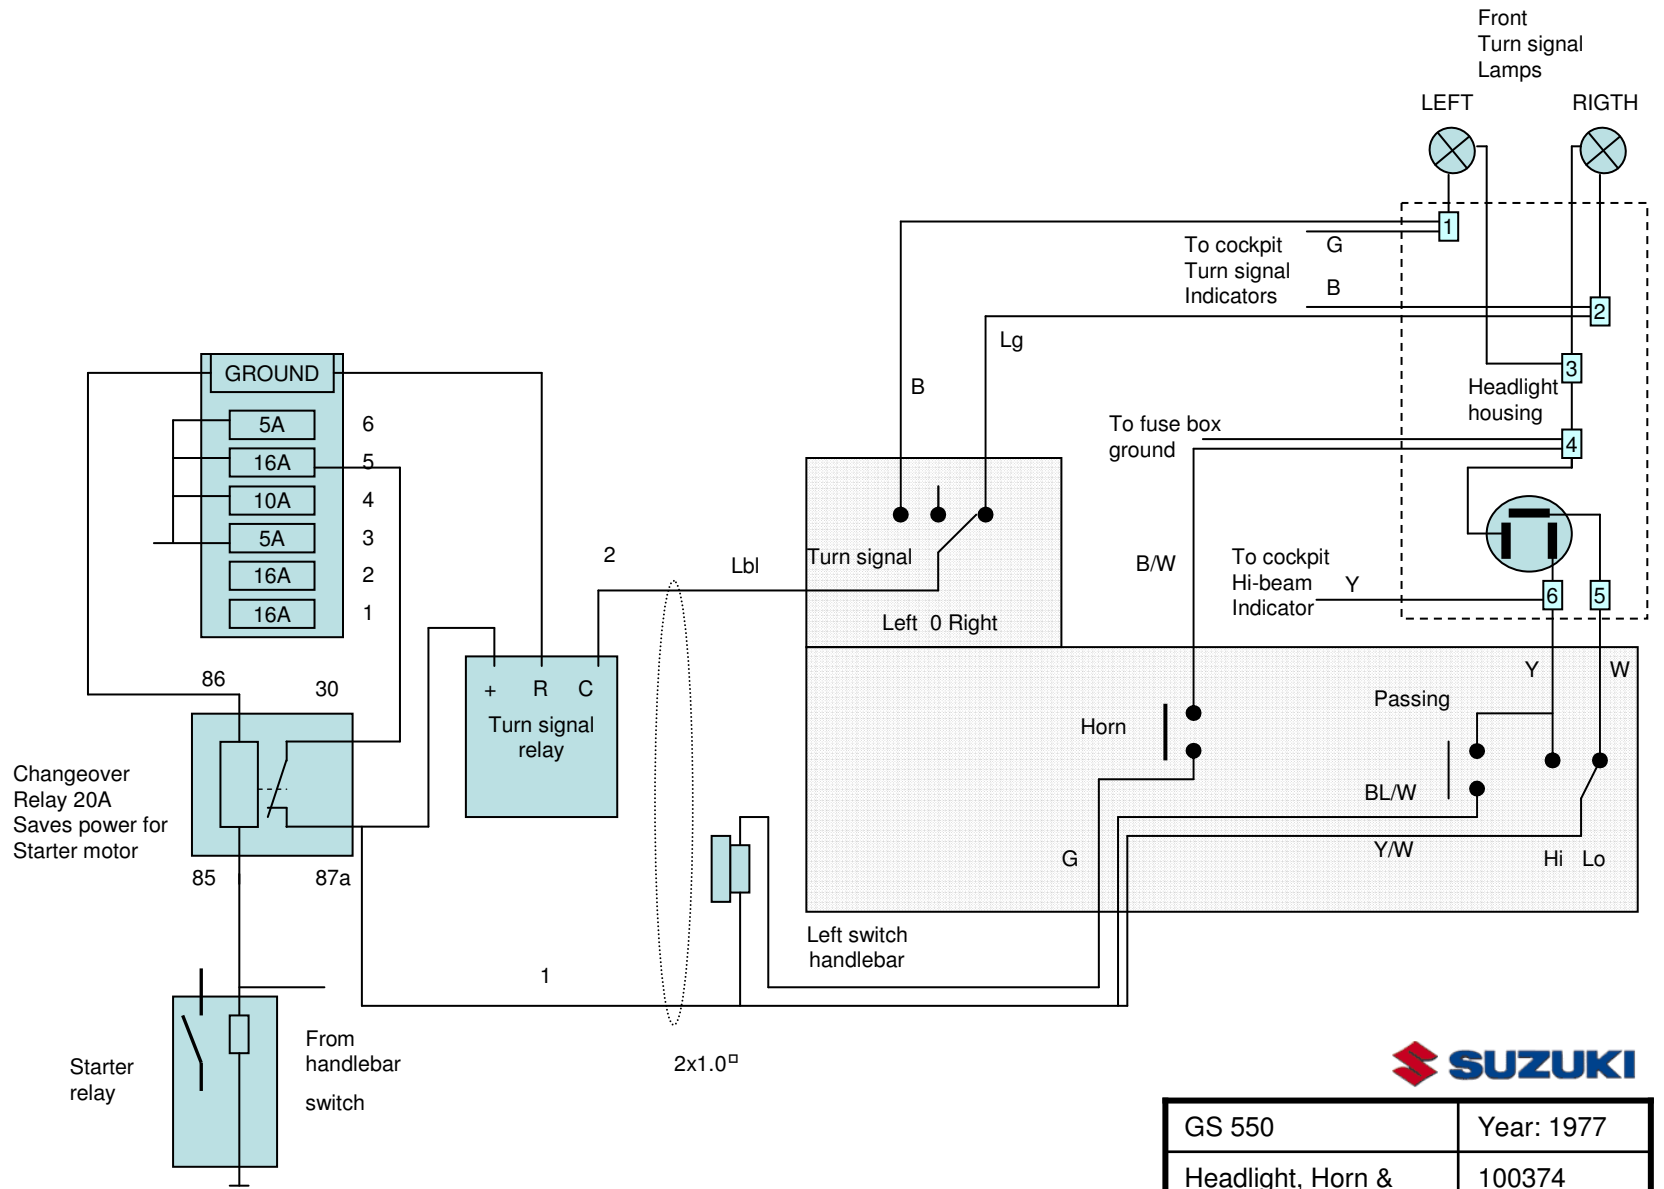 Front
Turn signal
Lamps
LEFT
RIGTH
1
To cockpit
Turn signal
Indicators
G
B
2
Lg
B
3
Headlight
housing
To fuse box
ground
4
GROUND
5A 6
16A 5
10A 4
5A 3
16A 2
16A 1
2
Lbl
Turn signal
Left 0 Right
B/W
To cockpit
Hi-beam
Indicator
Y
6
5
Y
W
86
30
+ R C
Turn signal
relay
Horn
Passing
Changeover
Relay 20A
Saves power for
Starter motor
BL/W
G
Y/W
Hi Lo
85
87a
Left switch
handlebar
1
From
handlebar
switch
Starter
relay
2x1.0□
SUZUKI
GS 550
Year: 1977
Headlight, Horn &
100374